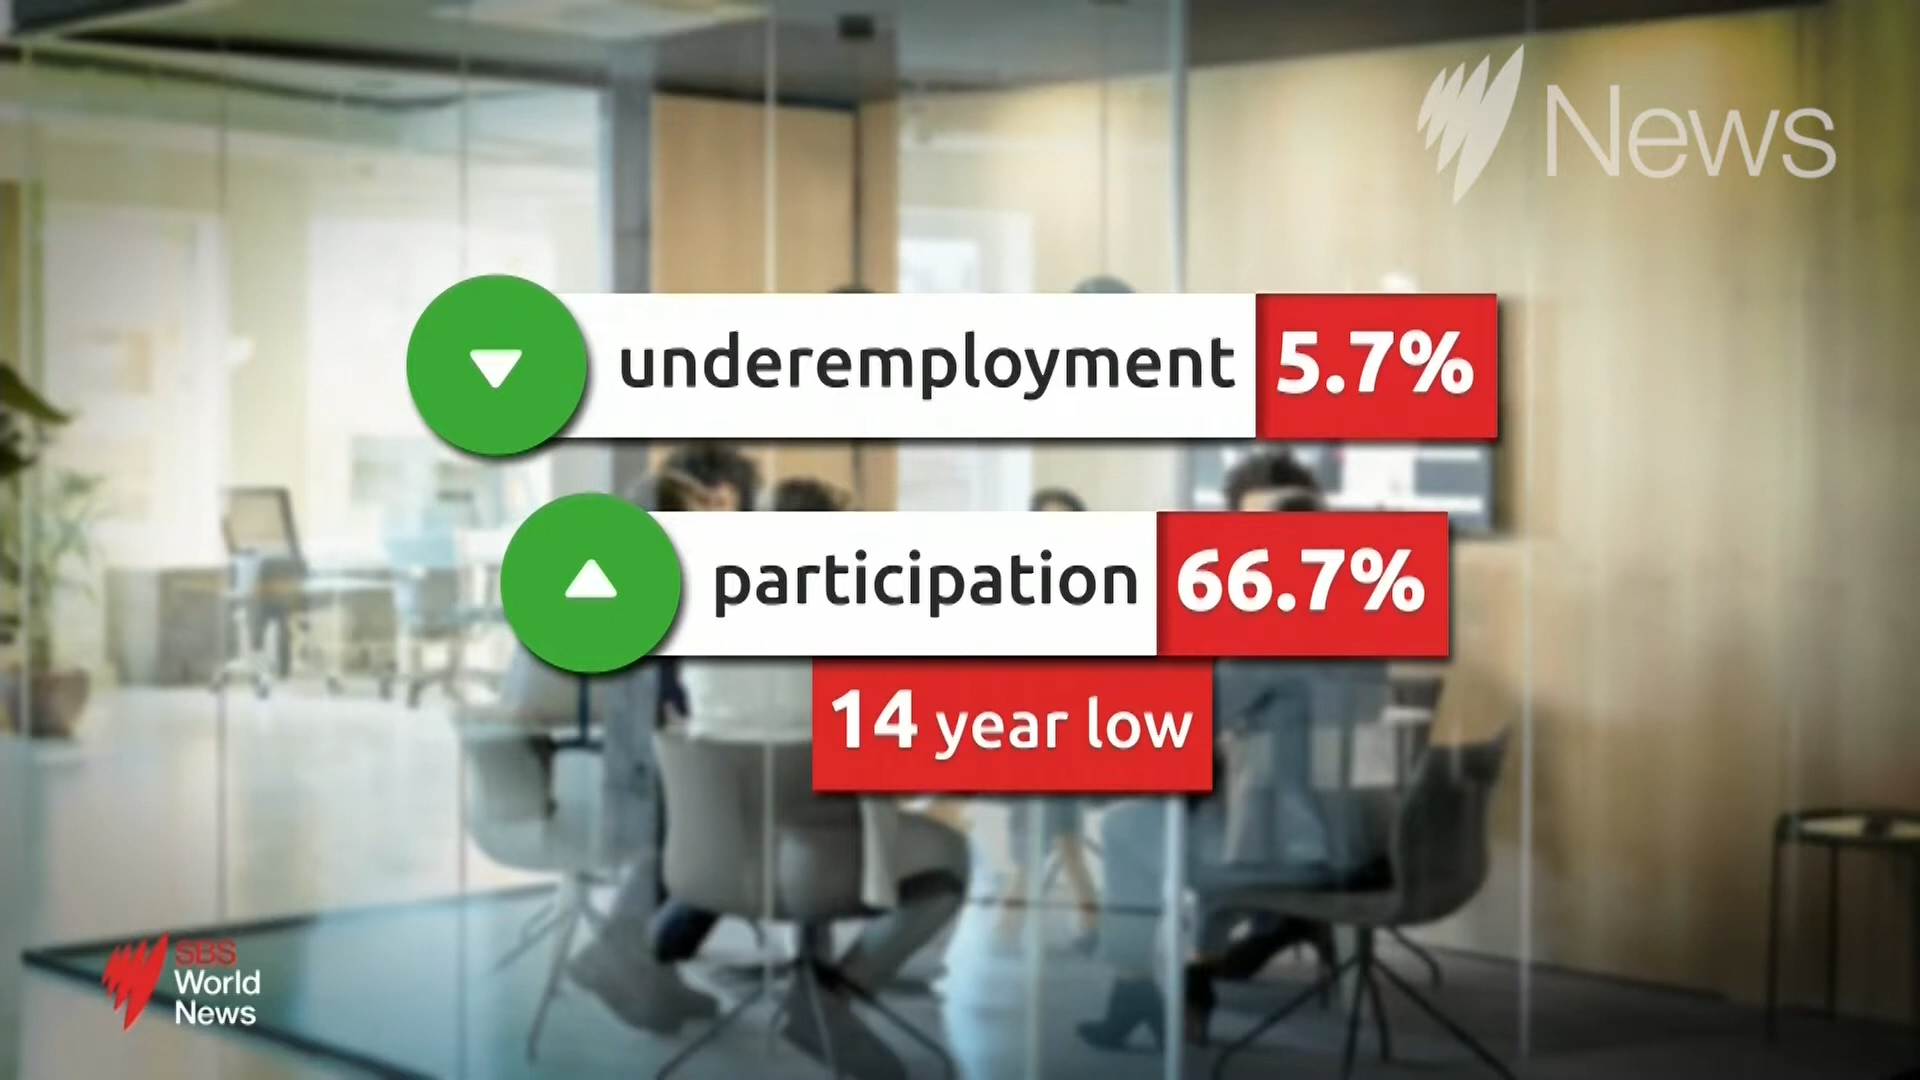 News
underemployment 5.7%
participation 66.7%
14 year low
SBS
World
News